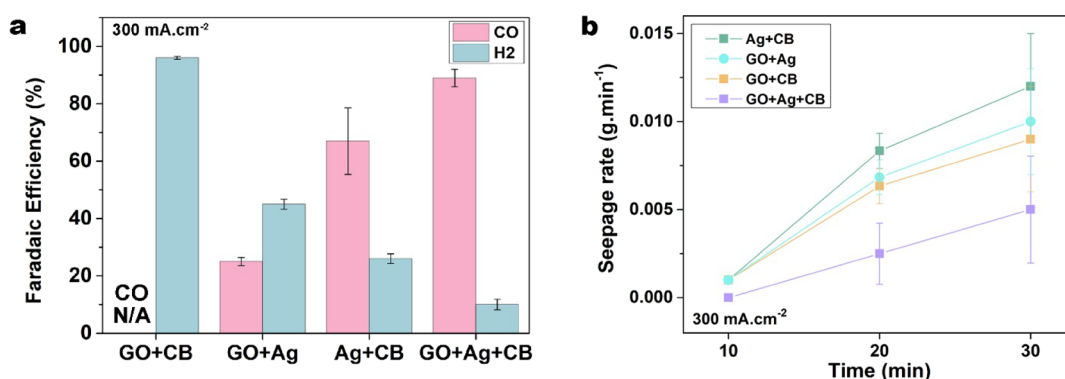 a
300 mA.cm⁻²
CO
H2
Faradaic Efficiency (%)
100
80
60
40
20
0
CO
N/A
GO+CB
GO+Ag
Ag+CB
GO+Ag+CB
b
Ag+CB
GO+Ag
GO+CB
GO+Ag+CB
Seepage rate (g.min⁻¹)
0.015
0.010
0.005
0.000
300 mA.cm⁻²
10
20
30
Time (min)